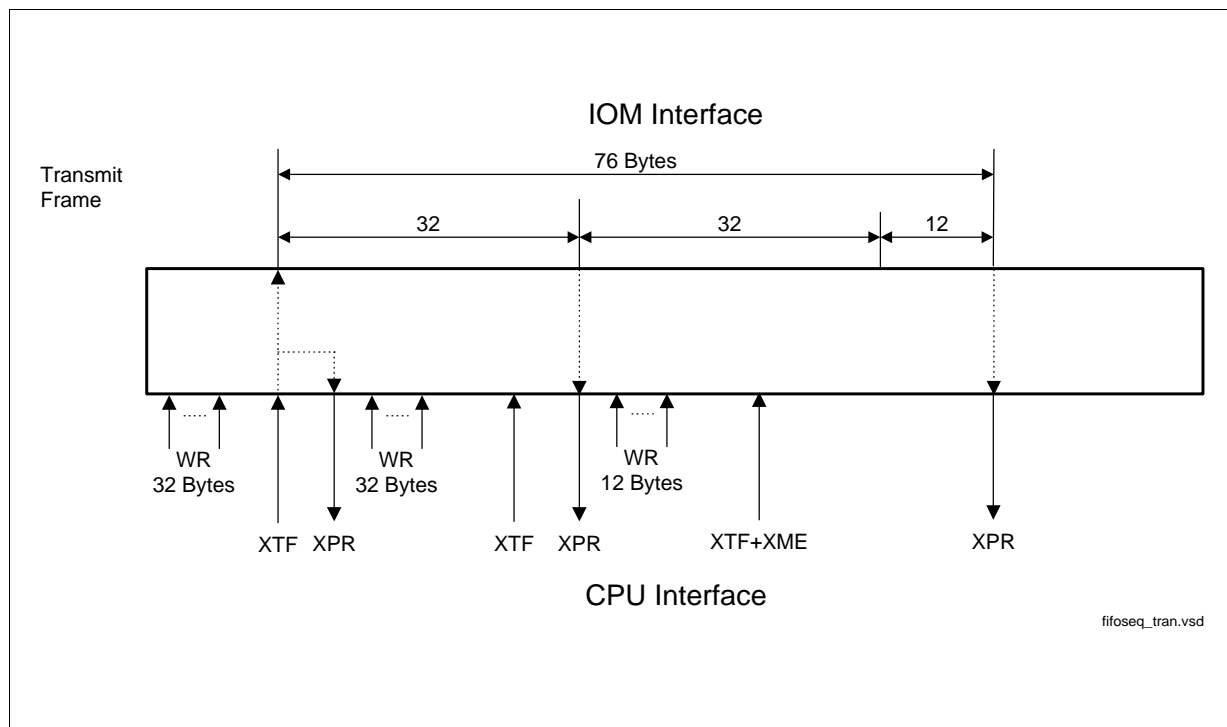 IOM Interface
Transmit
Frame
76 Bytes
32
32
12
WR
32 Bytes
WR
32 Bytes
WR
12 Bytes
XTF
XPR
XTF
XPR
XTF+XME
XPR
CPU Interface
fifoseq_tran.vsd